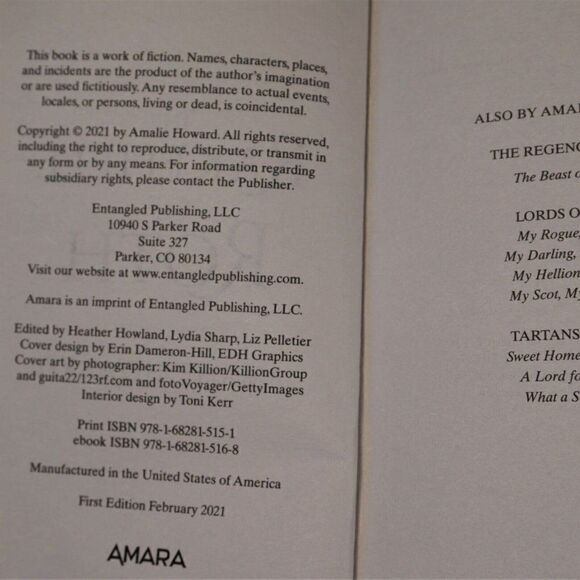 This book is a work of fiction. Names, characters, places,
and incidents are the product of the author's imagination
or are used fictitiously. Any resemblance to actual events,
locales, or persons, living or dead, is coincidental.
Copyright © 2021 by Amalie Howard. All rights reserved,
including the right to reproduce, distribute, or transmit in
any form or by any means. For information regarding
subsidiary rights, please contact the Publisher.
Entangled Publishing, LLC
10940 S Parker Road
Suite 327
Parker, CO 80134
Visit our website at www.entangledpublishing.com.
Amara is an imprint of Entangled Publishing, LLC.
Edited by Heather Howland, Lydia Sharp, Liz Pelletier
Cover design by Erin Dameron-Hill, EDH Graphics
Cover art by photographer: Kim Killion/KillionGroup
and guita22/123rf.com and fotoVoyager/GettyImages
Interior design by Toni Kerr
Print ISBN 978-1-68281-515-1
ebook ISBN 978-1-68281-516-8
Manufactured in the United States of America
First Edition February 2021
AMARA
ALSO BY AMA
THE REGENC
The Beast o
LORDS O
My Rogue,
My Darling,
My Hellion
My Scot, My
TARTANS
Sweet Home
A Lord fo
What a S